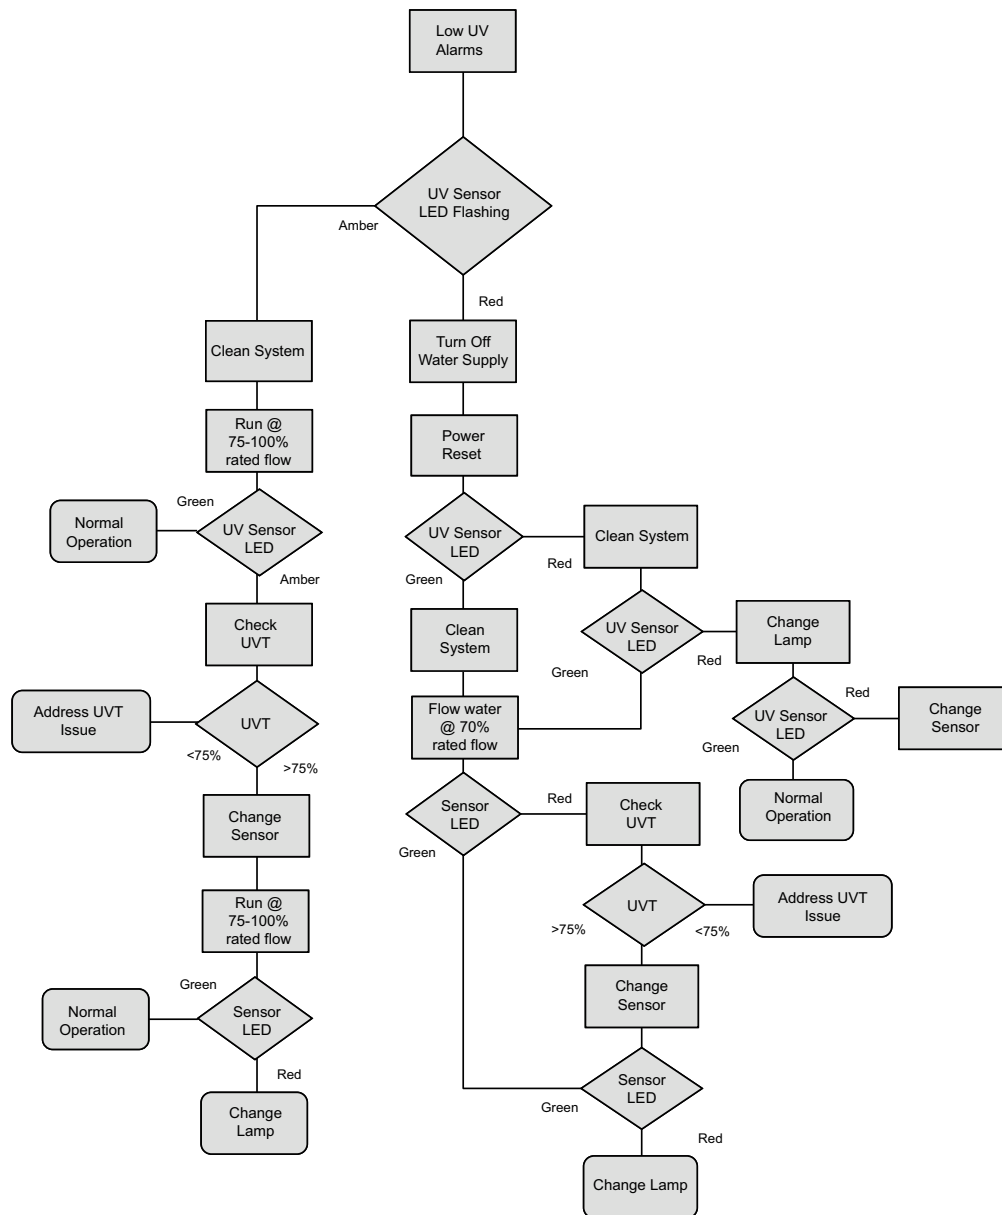 Low UV
Alarms
UV Sensor
LED Flashing
Amber
Red
Clean System
Turn Off
Water Supply
Run @
75-100%
rated flow
Power
Reset
Green
Normal
Operation
UV Sensor
LED
Amber
UV Sensor
LED
Red
Green
Clean System
Check
UVT
Clean
System
UV Sensor
LED
Green
Red
Change
Lamp
Address UVT
Issue
UVT
<75%
>75%
Flow water
@ 70%
rated flow
UV Sensor
LED
Red
Green
Change
Sensor
Normal
Operation
Change
Sensor
Sensor
LED
Red
Green
Check
UVT
Run @
75-100%
rated flow
UVT
>75%
<75%
Address UVT
Issue
Green
Normal
Operation
Sensor
LED
Red
Change
Sensor
Change
Lamp
Sensor
LED
Green
Red
Change Lamp